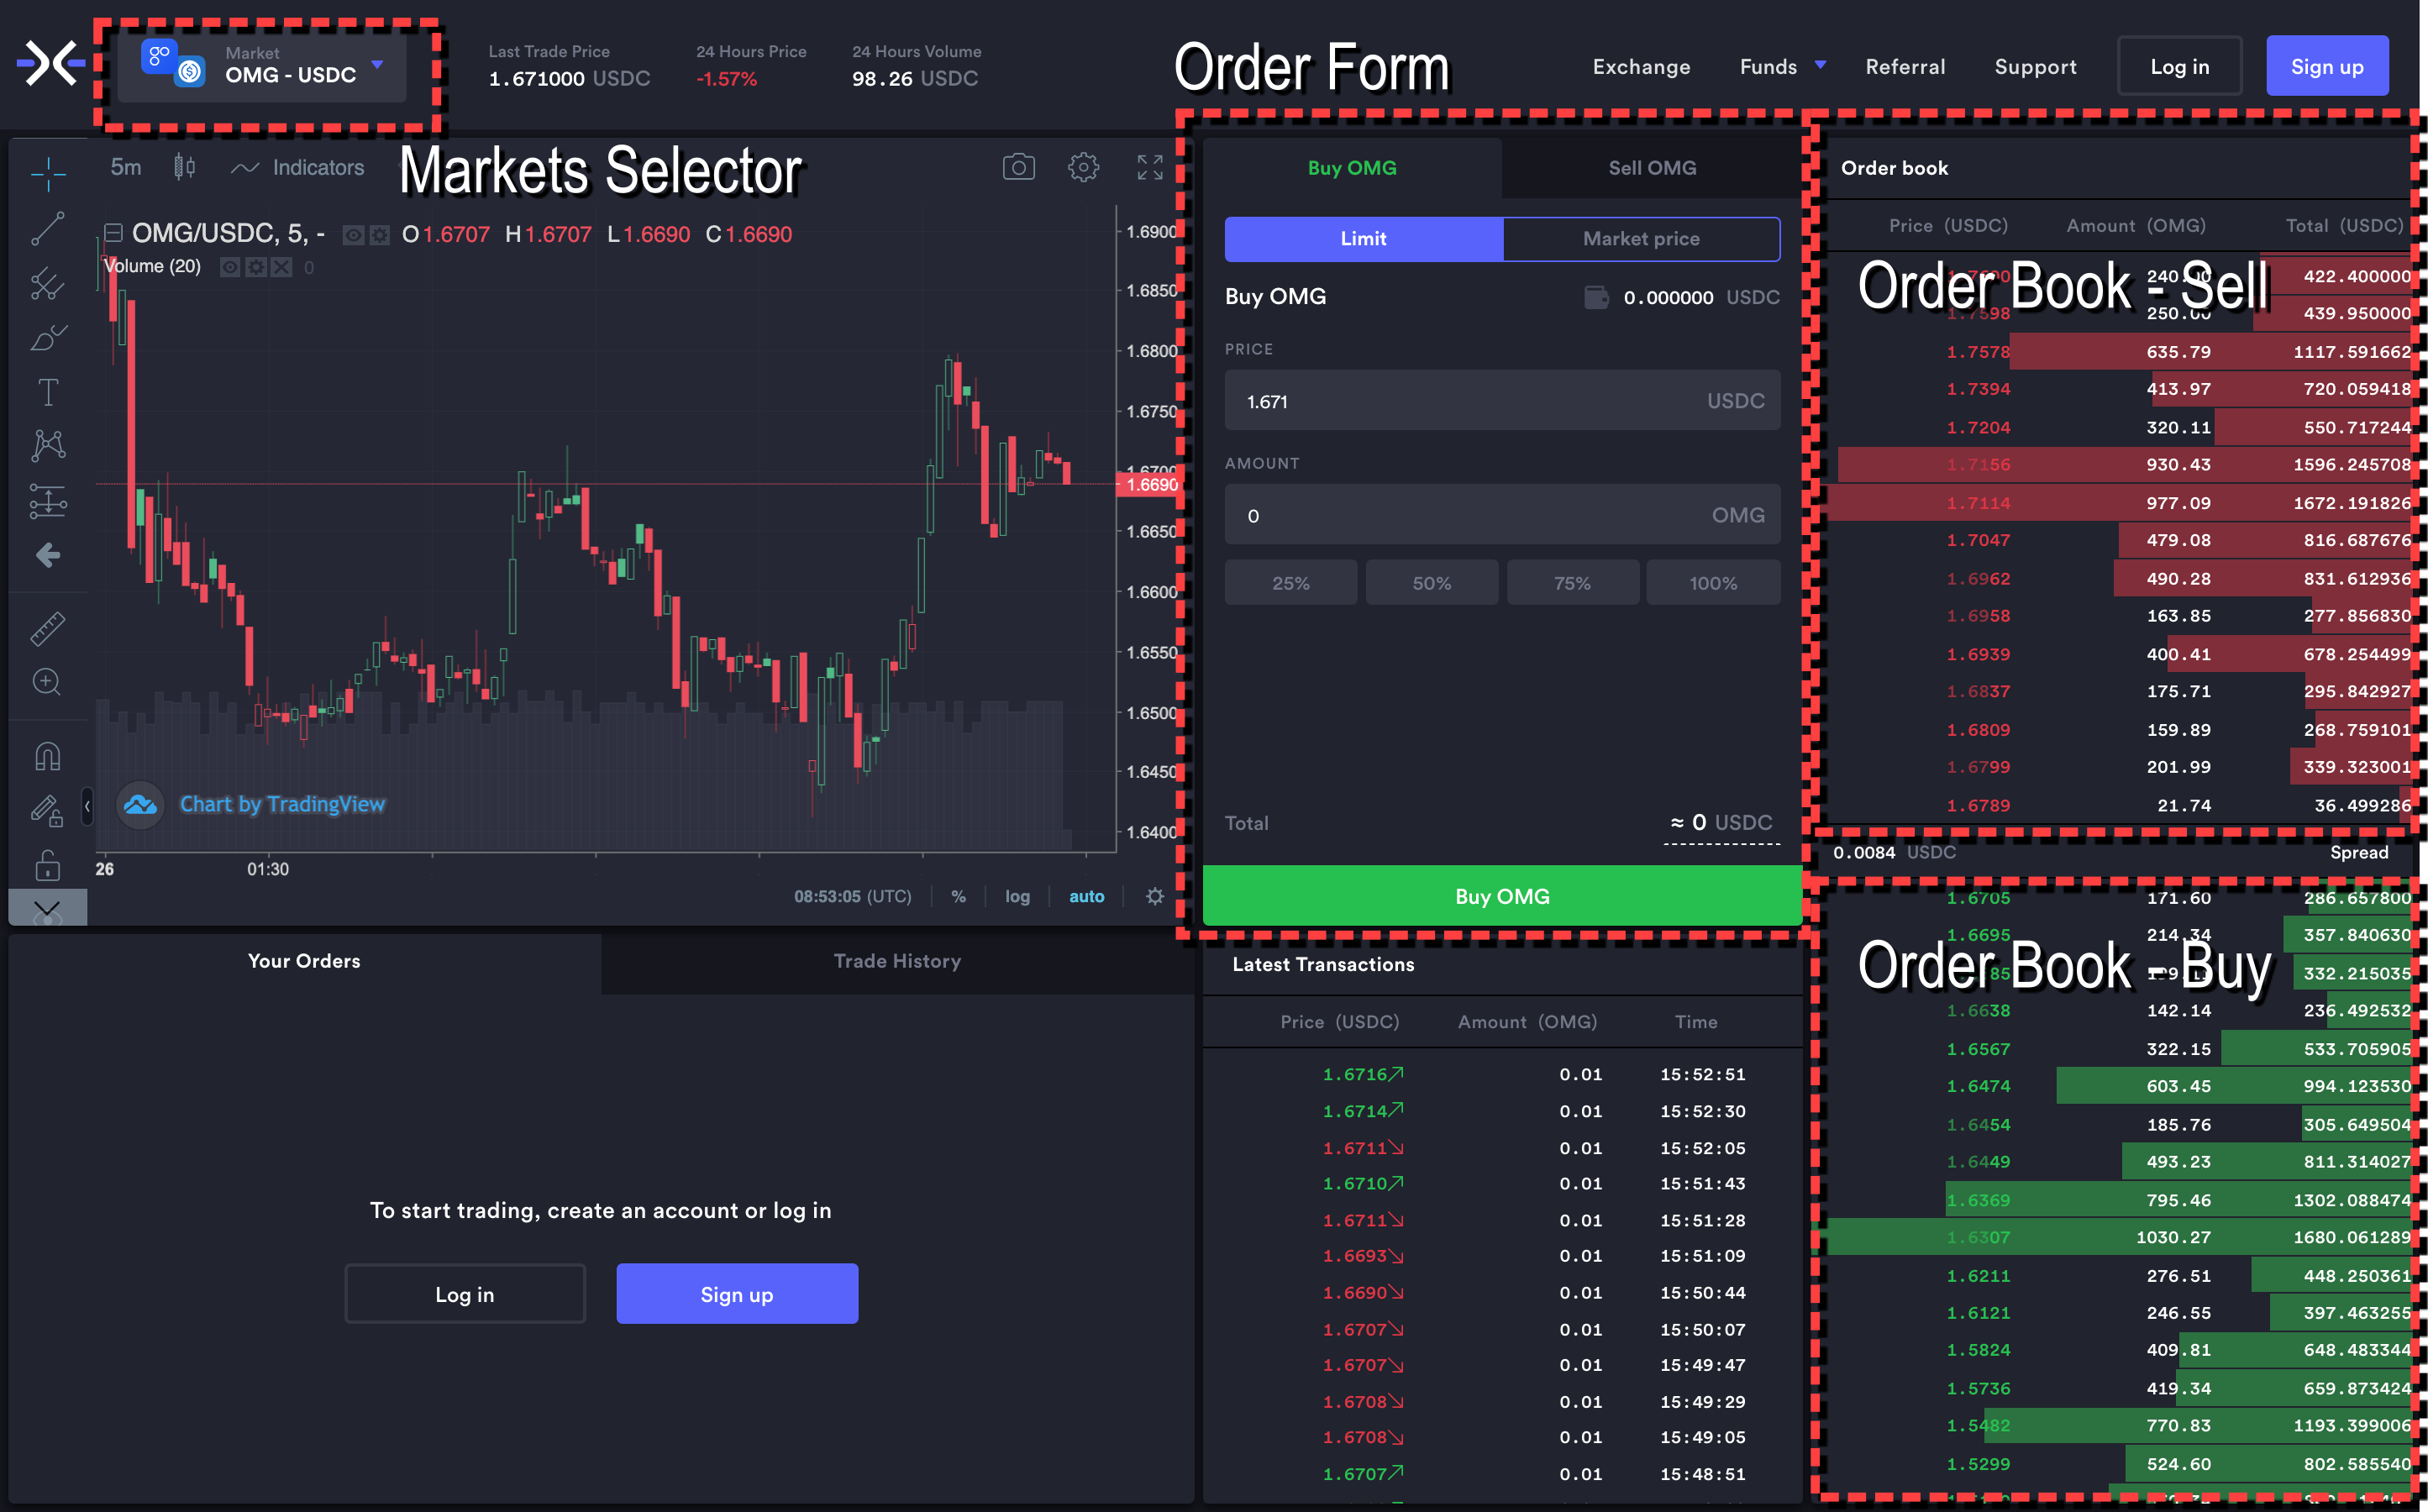 Market
OMG - USDC
Last Trade Price
1.671000 USDC
24 Hours Price
-1.57%
24 Hours Volume
98.26 USDC
Order Form
Exchange
Funds
Referral
Support
Log in
Sign up
5m
Indicators
Markets Selector
OMG/USDC, 5, - O1.6707 H1.6707 L1.6690 C1.6690
Volume (20) 0
1.6900
1.6850
1.6800
1.6750
1.6700
1.6690
1.6650
1.6600
1.6550
1.6500
1.6450
1.6400
Chart by TradingView
26 01:30
08:53:05 (UTC) % log auto
Buy OMG
Sell OMG
Limit
Market price
Buy OMG 0.000000 USDC
PRICE
1.671 USDC
AMOUNT
0 OMG
25% 50% 75% 100%
Total ≈ 0 USDC
Buy OMG
Order book
Price (USDC) Amount (OMG) Total (USDC)
Order Book - Sell
422.400000
1.7598 250.00 439.950000
1.7578 635.79 1117.591662
1.7394 413.97 720.059418
1.7204 320.11 550.717244
1.7156 930.43 1596.245708
1.7114 977.09 1672.191826
1.7047 479.08 816.687676
1.6962 490.28 831.612936
1.6958 163.85 277.856830
1.6939 400.41 678.254499
1.6837 175.71 295.842927
1.6809 159.89 268.759101
1.6799 201.99 339.323001
1.6789 21.74 36.499286
0.0084 USDC Spread
1.6705 171.60 286.657800
1.6695 214.34 357.840630
Order Book - Buy
332.215035
1.6638 142.14 236.492532
1.6567 322.15 533.705905
1.6474 603.45 994.123530
1.6454 185.76 305.649504
1.6449 493.23 811.314027
1.6369 795.46 1302.088474
1.6307 1030.27 1680.061289
1.6211 276.51 448.250361
1.6121 246.55 397.463255
1.5824 409.81 648.483344
1.5736 419.34 659.873424
1.5482 770.83 1193.399006
1.5299 524.60 802.585540
Your Orders
Trade History
To start trading, create an account or log in
Log in
Sign up
Latest Transactions
Price (USDC) Amount (OMG) Time
1.6716 0.01 15:52:51
1.6714 0.01 15:52:30
1.6711 0.01 15:52:05
1.6710 0.01 15:51:43
1.6711 0.01 15:51:28
1.6693 0.01 15:51:09
1.6690 0.01 15:50:44
1.6707 0.01 15:50:07
1.6707 0.01 15:49:47
1.6708 0.01 15:49:29
1.6708 0.01 15:49:05
1.6707 0.01 15:48:51